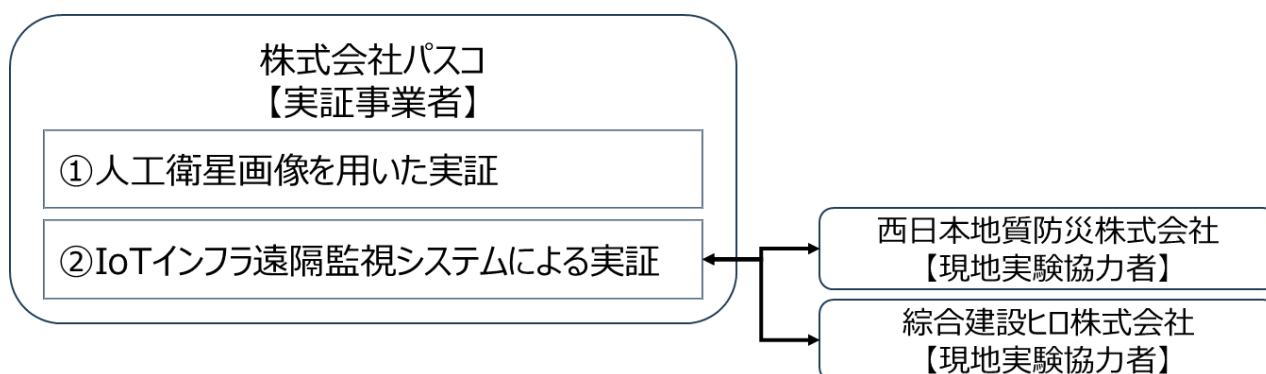 株式会社パスコ
【実証事業者】
①人工衛星画像を用いた実証
②IoTインフラ遠隔監視システムによる実証
西日本地質防災株式会社
【現地実験協力者】
綜合建設ヒロ株式会社
【現地実験協力者】